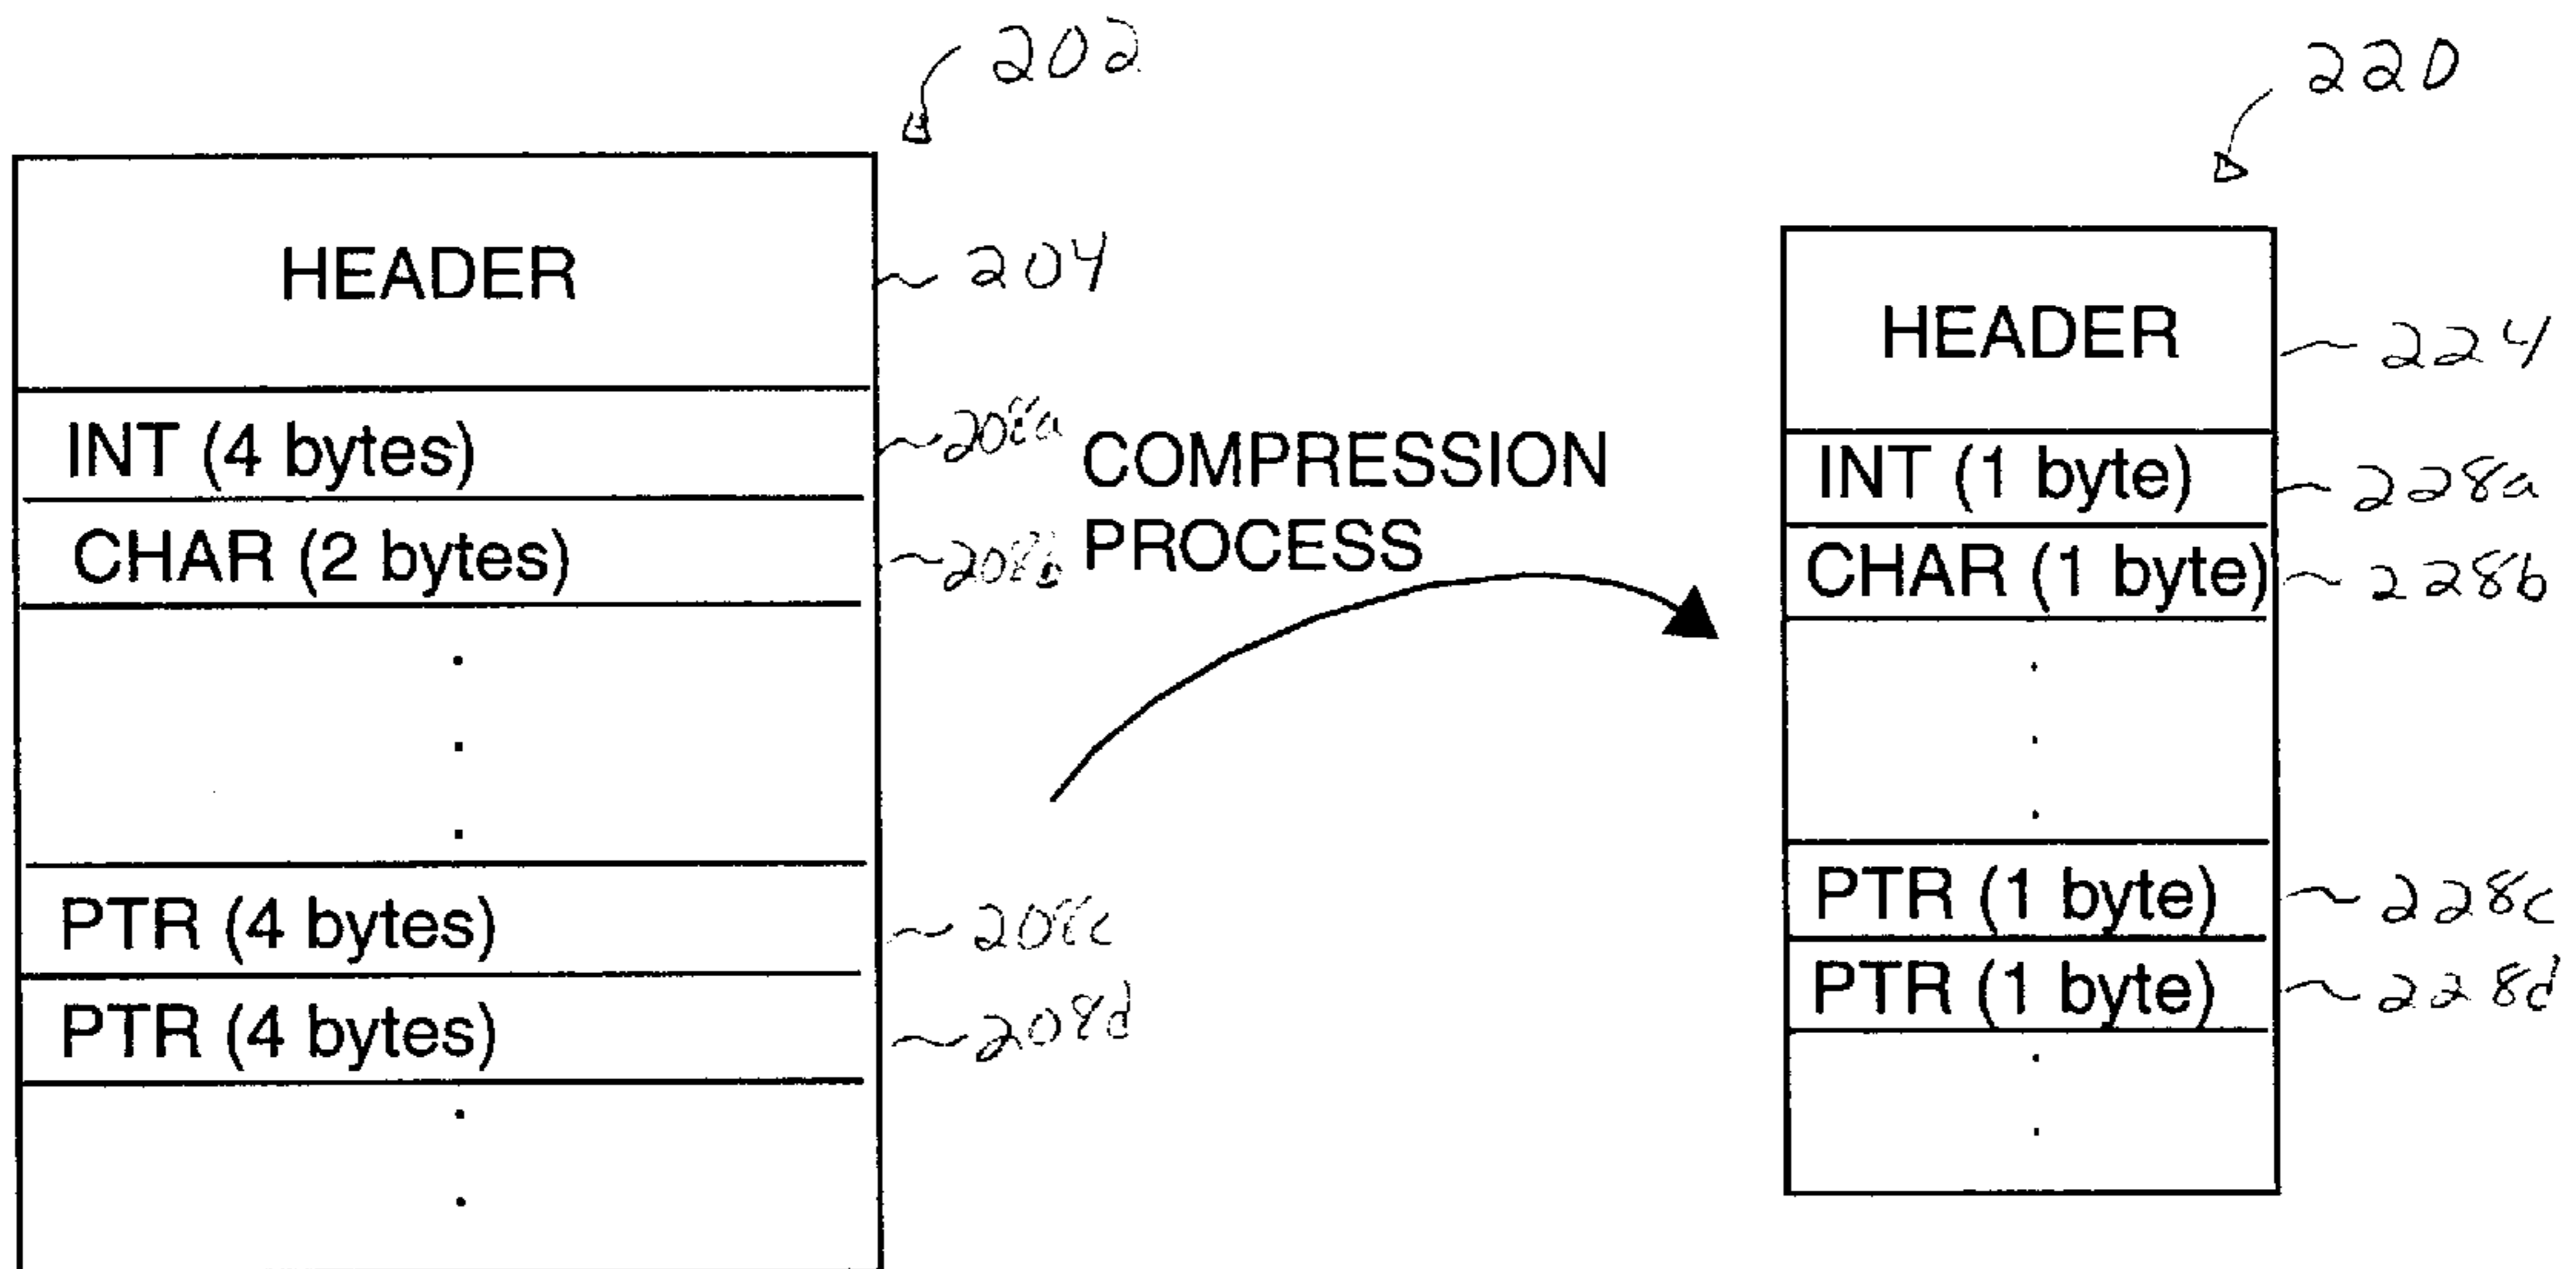 202
220
HEADER
204
HEADER
224
INT (4 bytes)
208a
COMPRESSION
PROCESS
INT (1 byte)
228a
CHAR (2 bytes)
208b
CHAR (1 byte)
228b
PTR (4 bytes)
208c
PTR (1 byte)
228c
PTR (4 bytes)
208d
PTR (1 byte)
228d